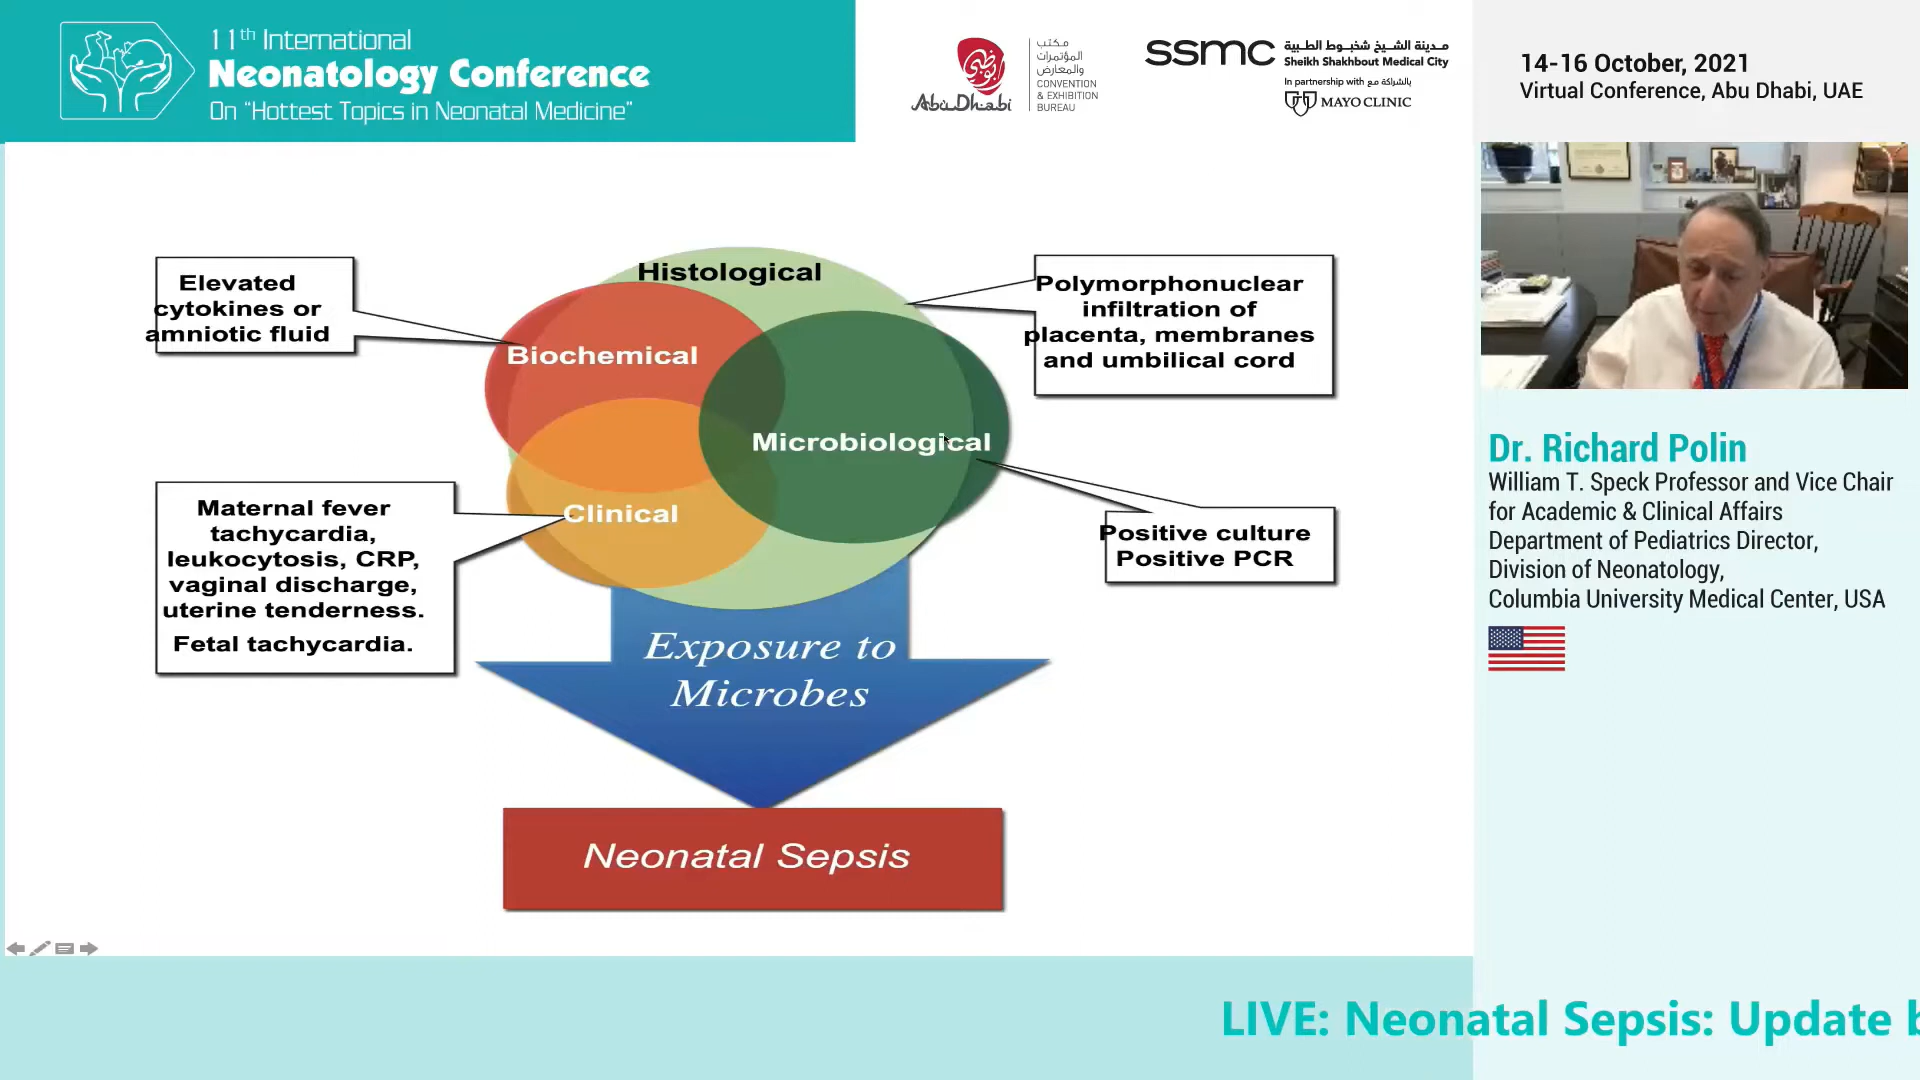 11th International
Neonatology Conference
On “Hottest Topics in Neonatal Medicine”
أبوظبي
AbuDhabi
مكتب
المؤتمرات
والمعارض
CONVENTION
& EXHIBITION
BUREAU
ssmc
مدينة الشيخ شخبوط الطبية
Sheikh Shakhbout Medical City
In partnership with بالشراكة مع
MAYO CLINIC
14-16 October, 2021
Virtual Conference, Abu Dhabi, UAE
Histological
Elevated
cytokines or
amniotic fluid
Biochemical
Polymorphonuclear
infiltration of
placenta, membranes
and umbilical cord
Microbiological
Maternal fever
tachycardia,
leukocytosis, CRP,
vaginal discharge,
uterine tenderness.
Fetal tachycardia.
Clinical
Positive culture
Positive PCR
Exposure to
Microbes
Neonatal Sepsis
Dr. Richard Polin
William T. Speck Professor and Vice Chair
for Academic & Clinical Affairs
Department of Pediatrics Director,
Division of Neonatology,
Columbia University Medical Center, USA
LIVE: Neonatal Sepsis: Update